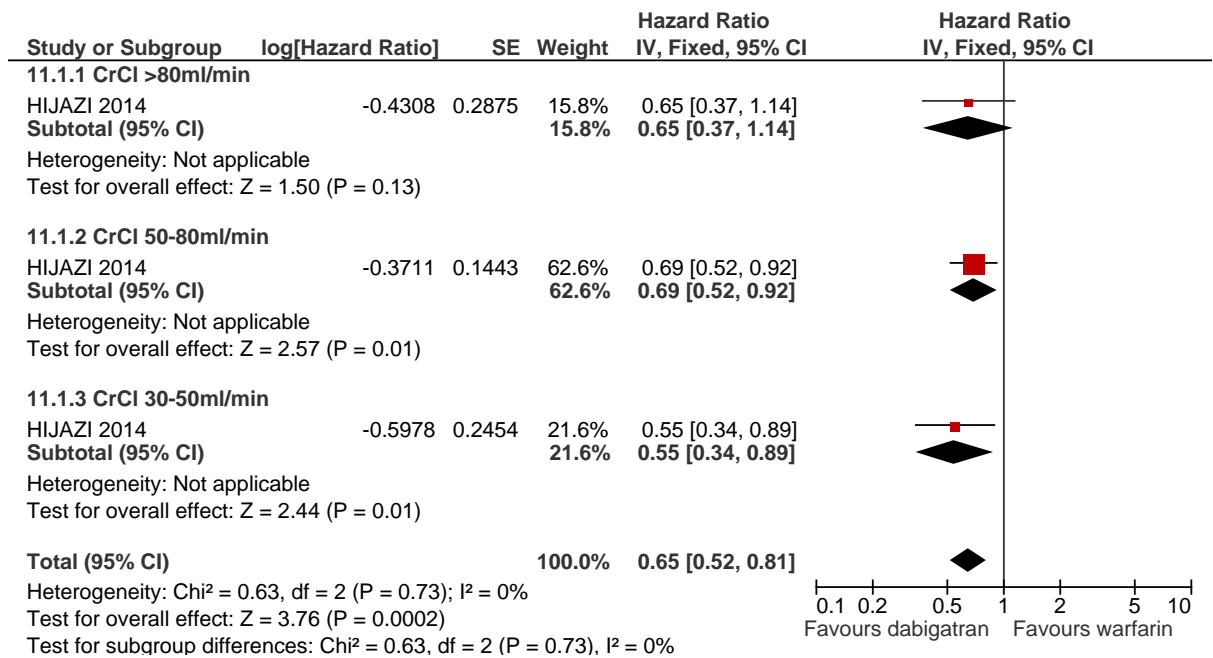 Hazard Ratio Hazard Ratio
Study or Subgroup log[Hazard Ratio] SE Weight IV, Fixed, 95% CI IV, Fixed, 95% CI
11.1.1 CrCl >80ml/min
HIJAZI 2014 -0.4308 0.2875 15.8% 0.65 [0.37, 1.14]
Subtotal (95% CI) 15.8% 0.65 [0.37, 1.14]
Heterogeneity: Not applicable
Test for overall effect: Z = 1.50 (P = 0.13)
11.1.2 CrCl 50-80ml/min
HIJAZI 2014 -0.3711 0.1443 62.6% 0.69 [0.52, 0.92]
Subtotal (95% CI) 62.6% 0.69 [0.52, 0.92]
Heterogeneity: Not applicable
Test for overall effect: Z = 2.57 (P = 0.01)
11.1.3 CrCl 30-50ml/min
HIJAZI 2014 -0.5978 0.2454 21.6% 0.55 [0.34, 0.89]
Subtotal (95% CI) 21.6% 0.55 [0.34, 0.89]
Heterogeneity: Not applicable
Test for overall effect: Z = 2.44 (P = 0.01)
Total (95% CI) 100.0% 0.65 [0.52, 0.81]
Heterogeneity: Chi² = 0.63, df = 2 (P = 0.73); I² = 0%
Test for overall effect: Z = 3.76 (P = 0.0002)
Test for subgroup differences: Chi² = 0.63, df = 2 (P = 0.73), I² = 0%
0.1 0.2 0.5 1 2 5 10
Favours dabigatran Favours warfarin